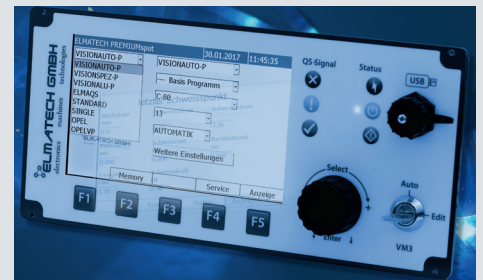 ELMATECH PREMIUMspot 30.01.2017 11:45:35
VISIONAUTO-P
VISIONAUTO-P
VISIONSPEZ-P
VISIONALU-P
ELMAQS
STANDARD
SINGLE
OPEL
OPELVP
VISIONAUTO-P
--- Basis Programm
C-80
13
AUTOMATIK
Weitere Einstellungen
Memory
Service
Anzeige
F1
F2
F3
F4
F5
QS-Signal
Status
USB
Select
Enter
Auto
Edit
VM3
ELMATECH GMBH
electronics machines technologies